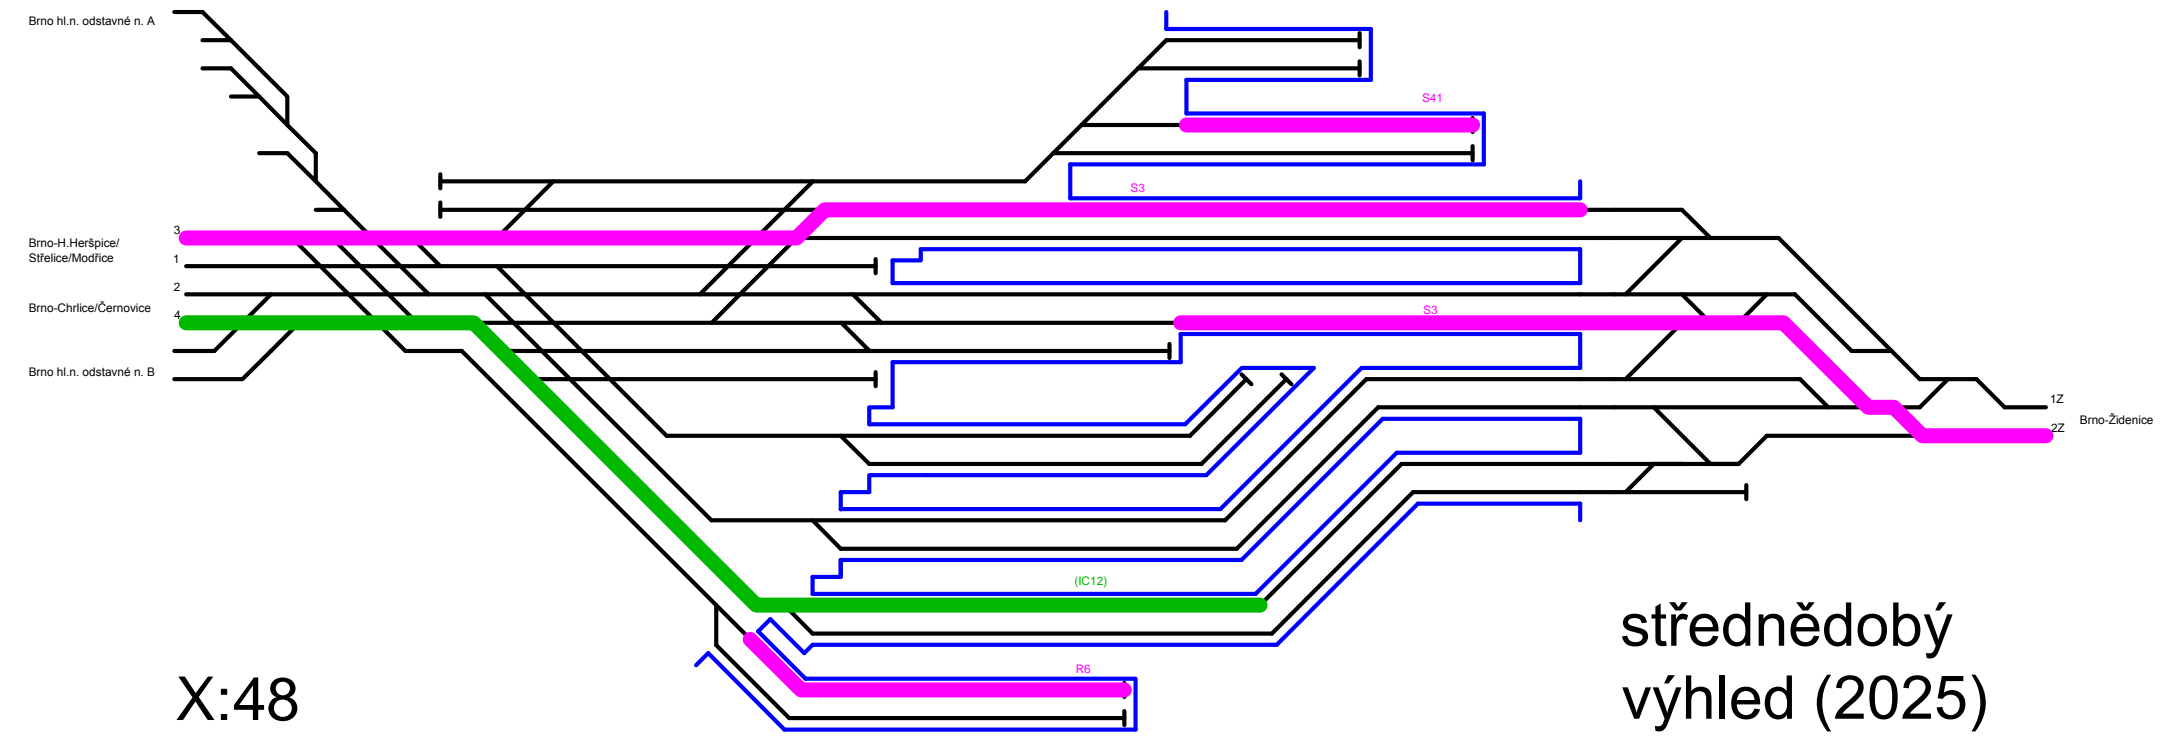 Brno hl.n. odstavné n. A
S41
S3
3
Brno-H.Heršpice/
Střelice/Modřice
1
2
Brno-Chrlice/Černovice
4
S3
Brno hl.n. odstavné n. B
1Z
Brno-Židenice
2Z
(IC12)
střednědobý
výhled (2025)
R6
X:48